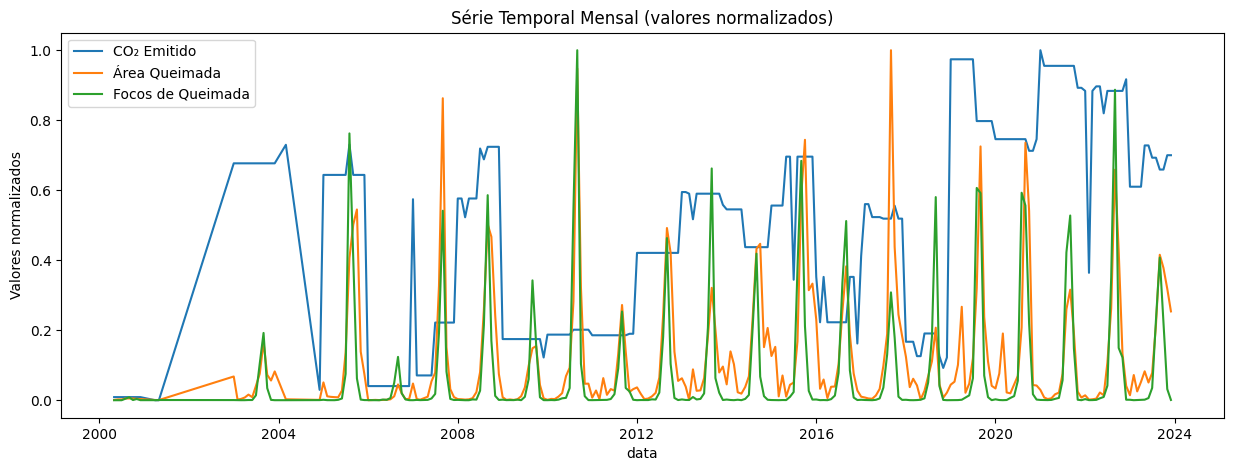 Série Temporal Mensal (valores normalizados)
CO₂ Emitido
Área Queimada
Focos de Queimada
Valores normalizados
1.0
0.8
0.6
0.4
0.2
0.0
2000 2004 2008 2012 2016 2020 2024
data